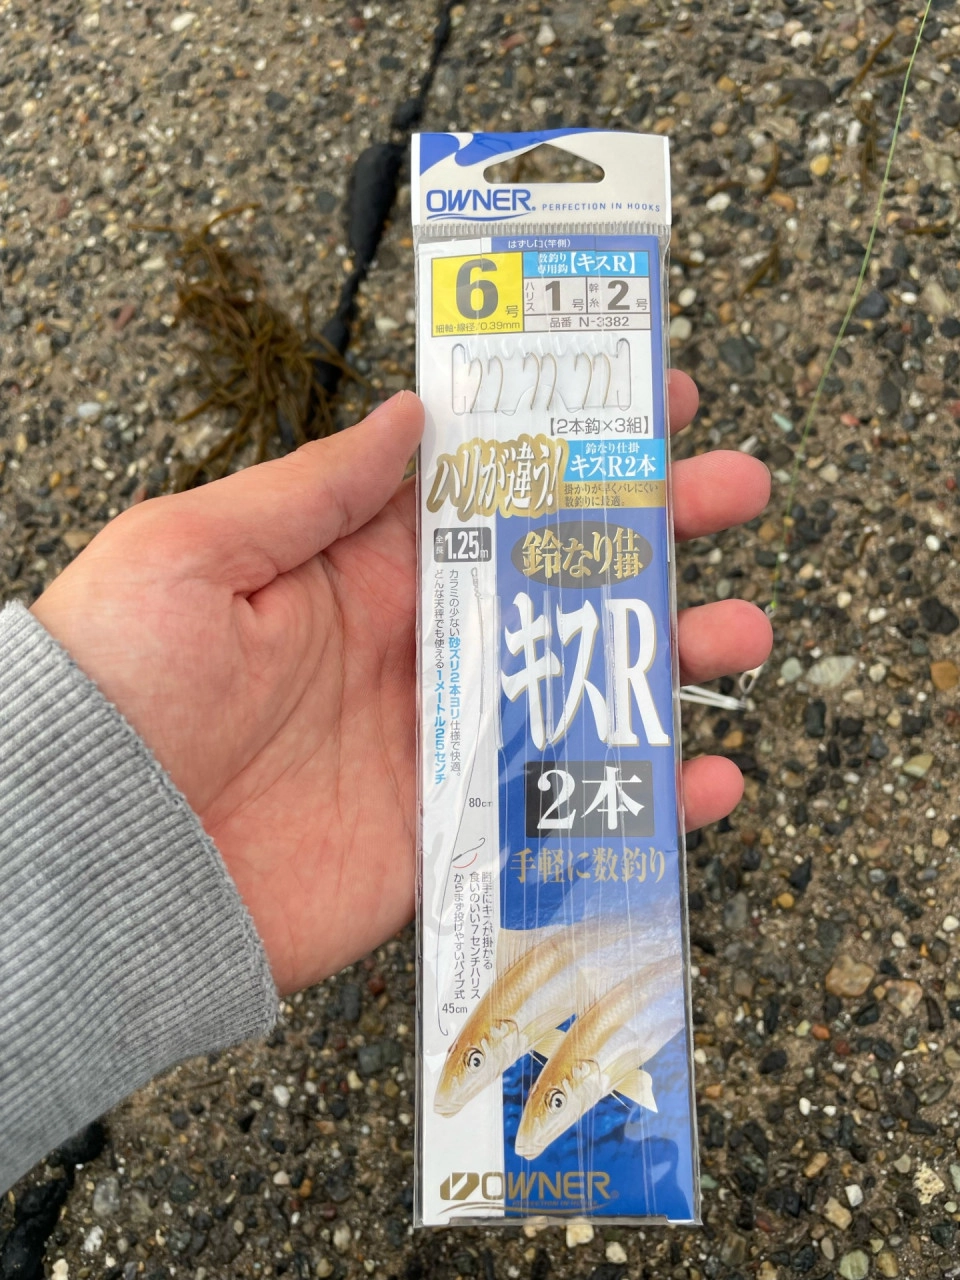 OWNER. PERFECTION IN HOOKS
はずし口(竿側)
6号
細軸・線径/0.39mm
数釣り
専用鈎
【キスR】
ハリス 1号 幹糸 2号
品番 N-3382
【2本鈎×3組】
ハリが違う!
鈴なり仕掛
キスR2本
掛かりが早くバレにくい
数釣りに最適。
全長 1.25m
鈴なり仕掛
カラミの少ない砂ズリ2本ヨリ仕様で快適。
どんな天秤でも使える1メートル25センチ
キスR
2本
手軽に数釣り
80cm
勝手にキスが掛かる
食いのいい7センチハリス
からまず投げやすいパイプ式
45cm
OWNER